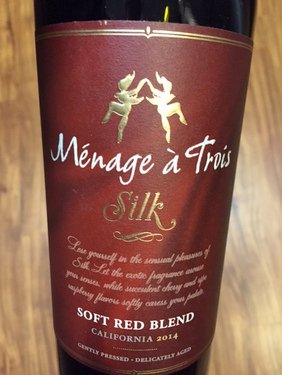 Ménage à Trois
Silk
Lose yourself in the sensual pleasures of
Silk. Let the exotic fragrance arouse
you senses, while succulent cherry and ripe
raspberry flavors softly caress your palate.
SOFT RED BLEND
CALIFORNIA 2014
GENTLY PRESSED • DELICATELY AGED